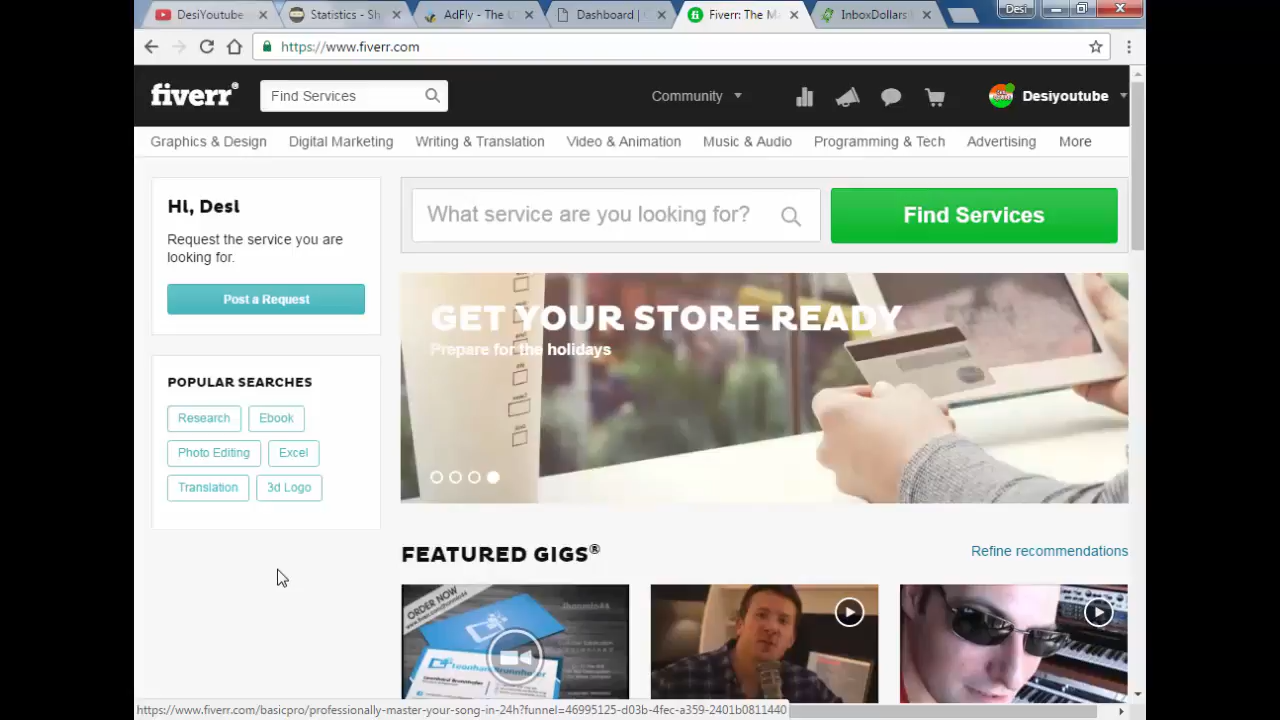 DesiYoutube
Statistics - Sh
AdFly - The U
Dashboard | C
Fiverr: The M
InboxDollars
Desi
https://www.fiverr.com
fiverr®
Find Services
Community
Desiyoutube
Graphics & Design
Digital Marketing
Writing & Translation
Video & Animation
Music & Audio
Programming & Tech
Advertising
More
Hi, Desi
Request the service you are
looking for.
Post a Request
What service are you looking for?
Find Services
GET YOUR STORE READY
Prepare for the holidays
POPULAR SEARCHES
Research
Ebook
Photo Editing
Excel
Translation
3d Logo
FEATURED GIGS®
Refine recommendations
ORDER NOW
https://www.fiverr.com/basicpro/professionally-master-your-song-in-24h?funnel=46995125-d03b-4fec-a359-2401b0811440